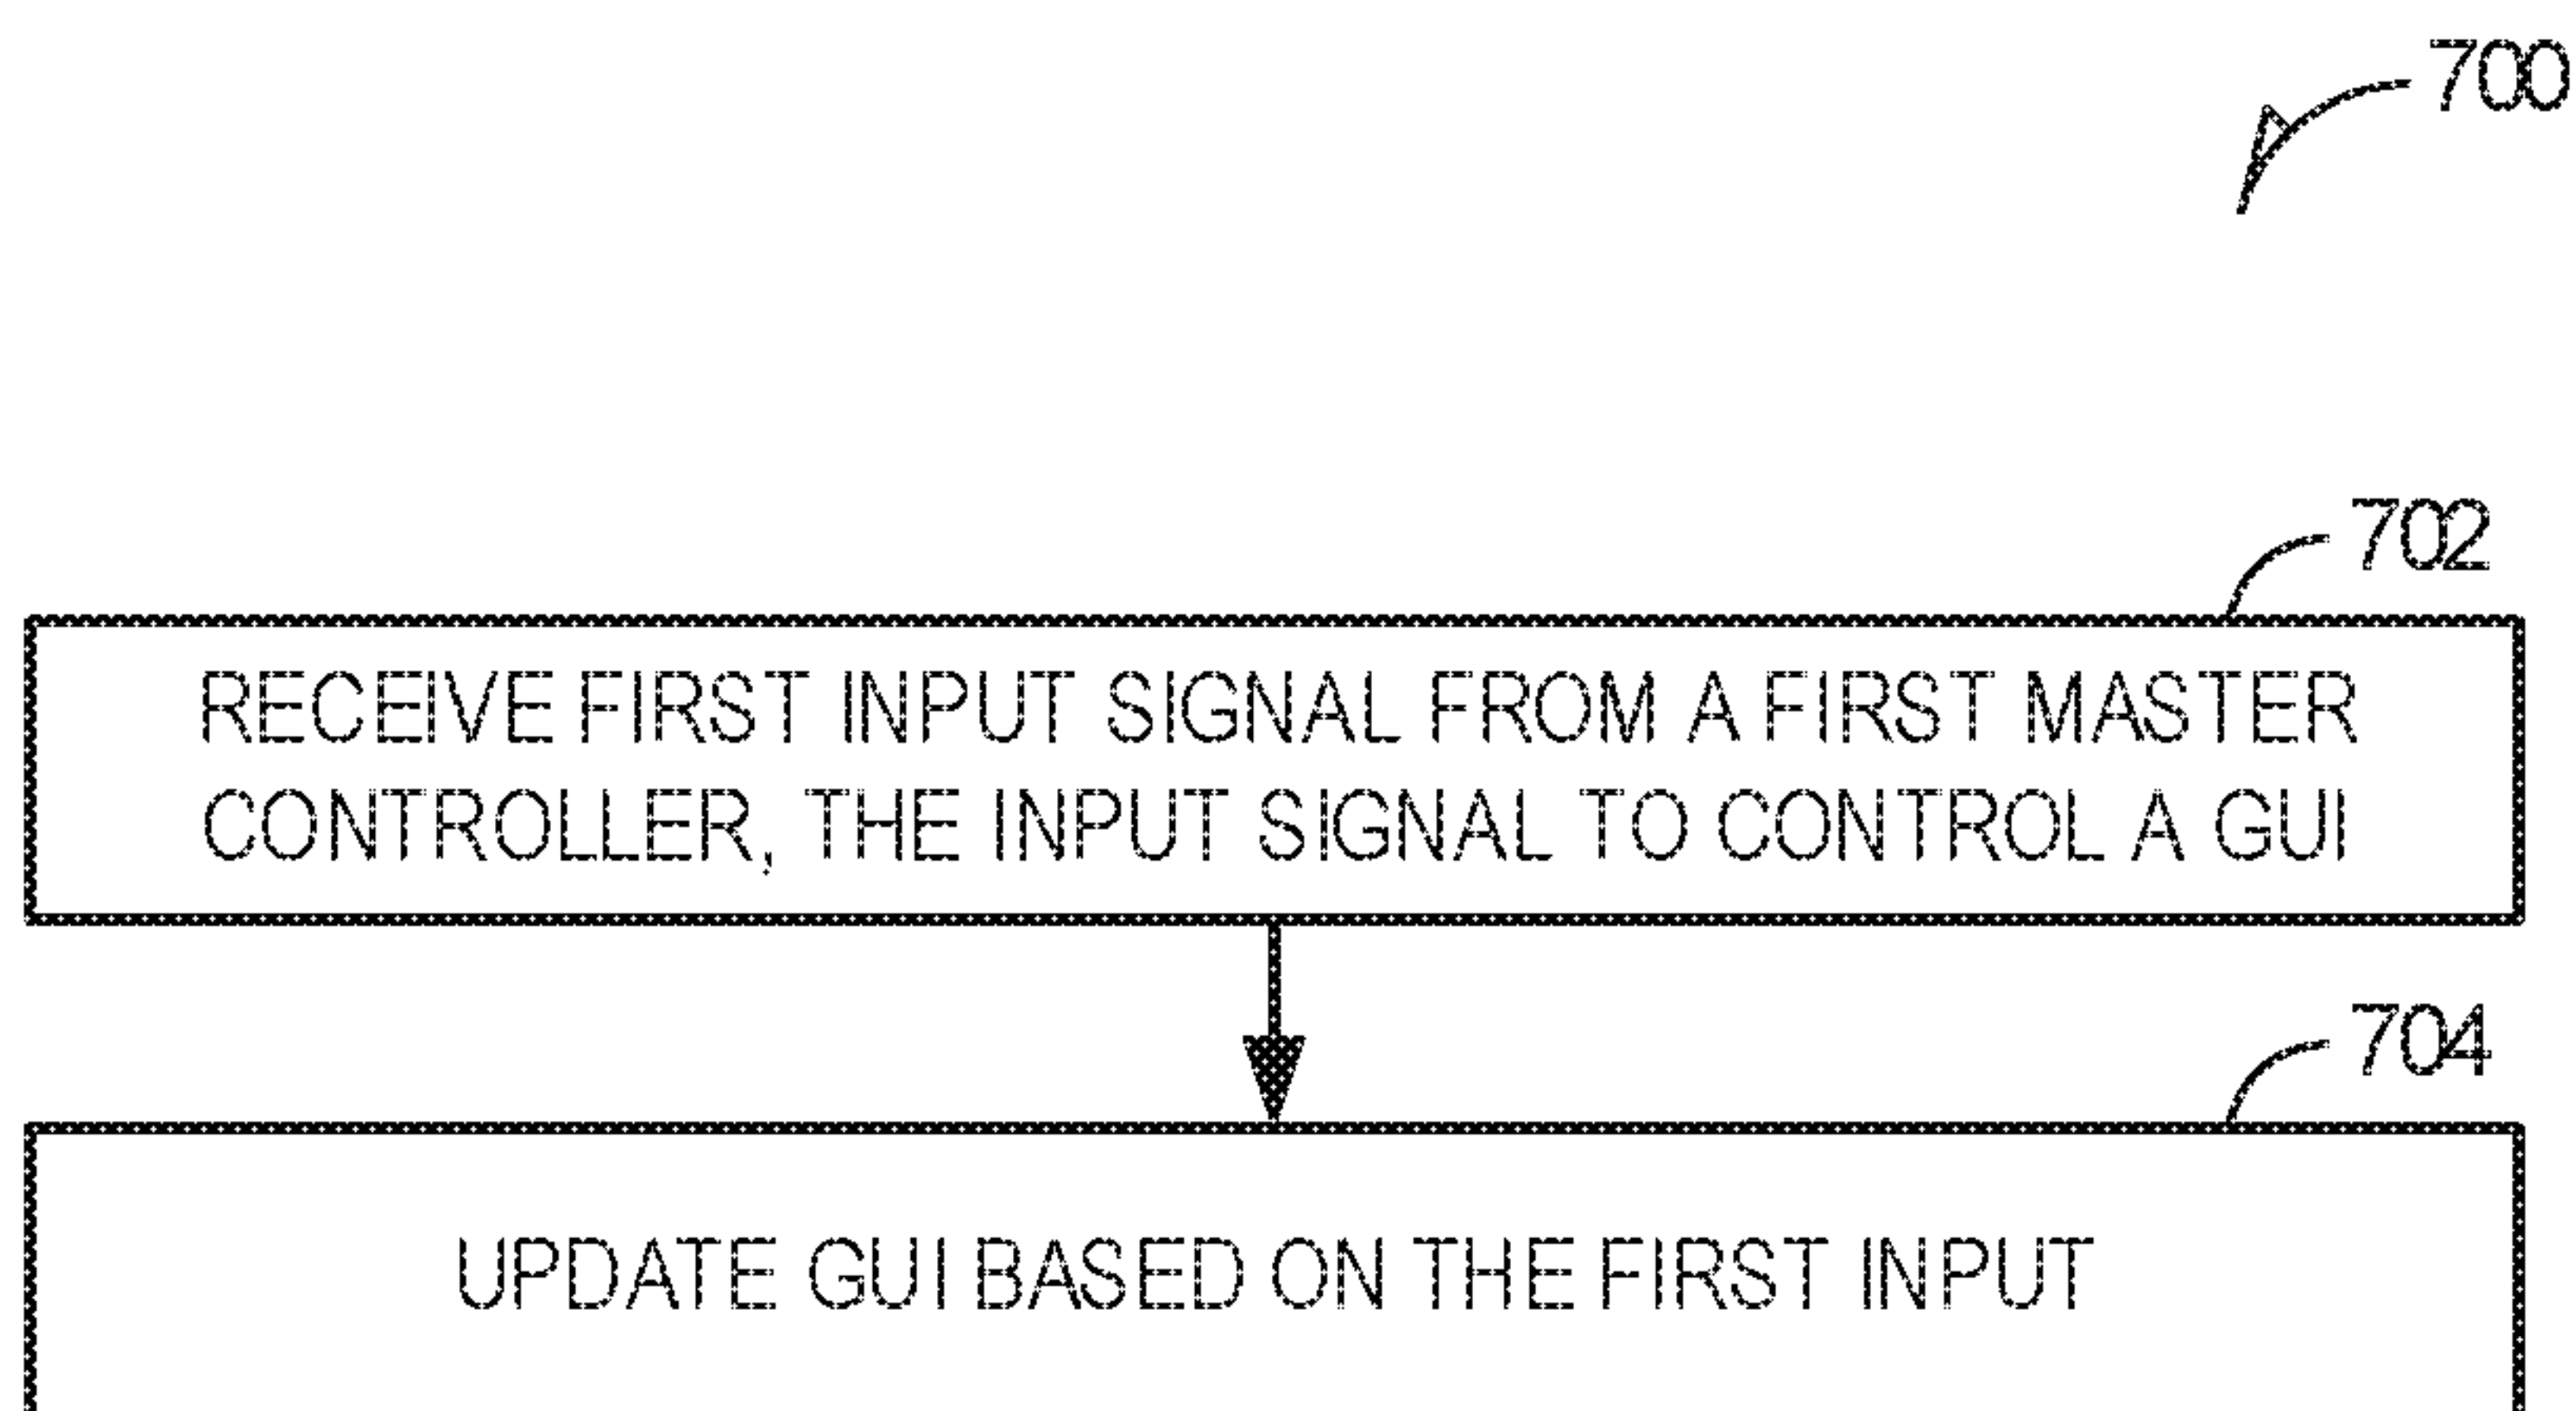 700
702
RECEIVE FIRST INPUT SIGNAL FROM A FIRST MASTER
CONTROLLER, THE INPUT SIGNAL TO CONTROL A GUI
704
UPDATE GUI BASED ON THE FIRST INPUT